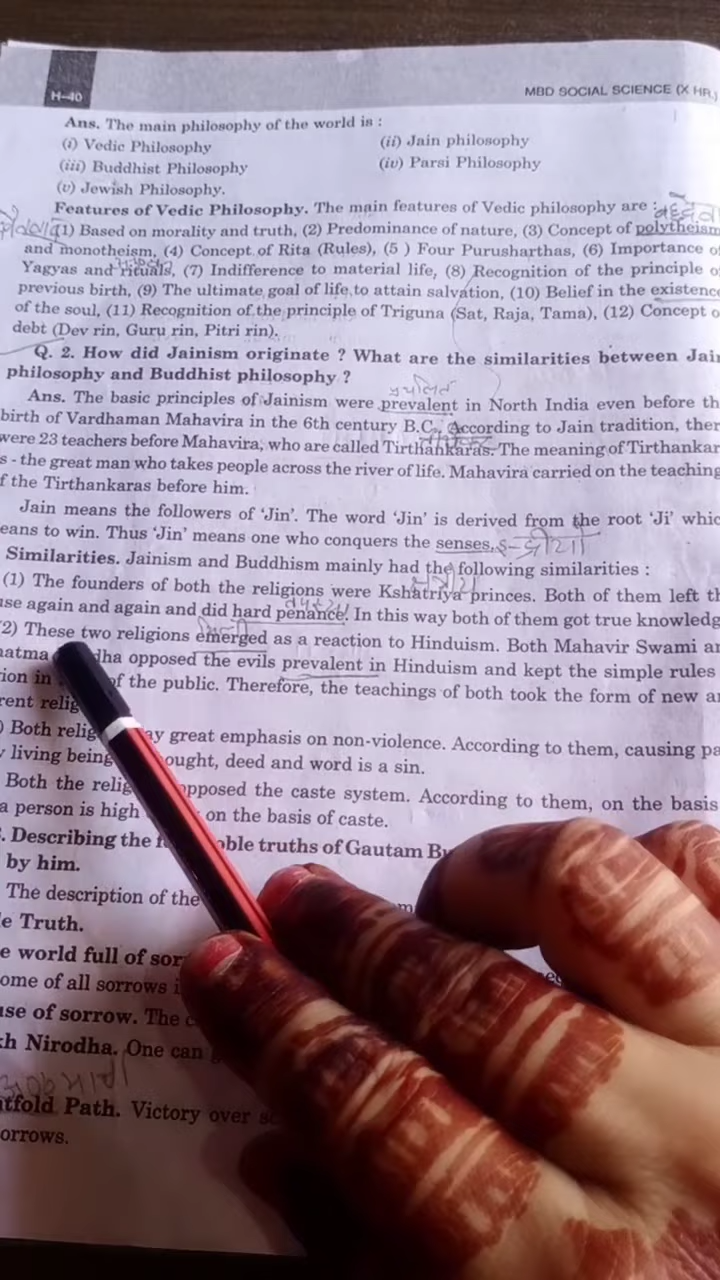 H–40
MBD SOCIAL SCIENCE (X HR.)
Ans. The main philosophy of the world is :
(i) Vedic Philosophy (ii) Jain philosophy
(iii) Buddhist Philosophy (iv) Parsi Philosophy
(v) Jewish Philosophy.
Features of Vedic Philosophy. The main features of Vedic philosophy are :
(1) Based on morality and truth, (2) Predominance of nature, (3) Concept of polytheism
and monotheism, (4) Concept of Rita (Rules), (5 ) Four Purusharthas, (6) Importance o
Yagyas and rituals, (7) Indifference to material life, (8) Recognition of the principle o
previous birth, (9) The ultimate goal of life to attain salvation, (10) Belief in the existenc
of the soul, (11) Recognition of the principle of Triguna (Sat, Raja, Tama), (12) Concept o
debt (Dev rin, Guru rin, Pitri rin).
Q. 2. How did Jainism originate ? What are the similarities between Jai
philosophy and Buddhist philosophy ?
प्रचलित
Ans. The basic principles of Jainism were prevalent in North India even before th
birth of Vardhaman Mahavira in the 6th century B.C. According to Jain tradition, ther
were 23 teachers before Mahavira, who are called Tirthankaras. The meaning of Tirthankar
s - the great man who takes people across the river of life. Mahavira carried on the teaching
f the Tirthankaras before him.
Jain means the followers of ‘Jin’. The word ‘Jin’ is derived from the root ‘Ji’ whic
eans to win. Thus ‘Jin’ means one who conquers the senses.
Similarities. Jainism and Buddhism mainly had the following similarities :
(1) The founders of both the religions were Kshatriya princes. Both of them left th
use again and again and did hard penance. In this way both of them got true knowledg
2) These two religions emerged as a reaction to Hinduism. Both Mahavir Swami a
atma dha opposed the evils prevalent in Hinduism and kept the simple rules
ion in of the public. Therefore, the teachings of both took the form of new a
rent relig
) Both relig ay great emphasis on non-violence. According to them, causing pa
living being ought, deed and word is a sin.
Both the relig opposed the caste system. According to them, on the basis
a person is high on the basis of caste.
. Describing the oble truths of Gautam Bu
by him.
The description of the
e Truth.
e world full of sor
ome of all sorrows i
use of sorrow. The c
h Nirodha. One can
tfold Path. Victory over s
orrows.